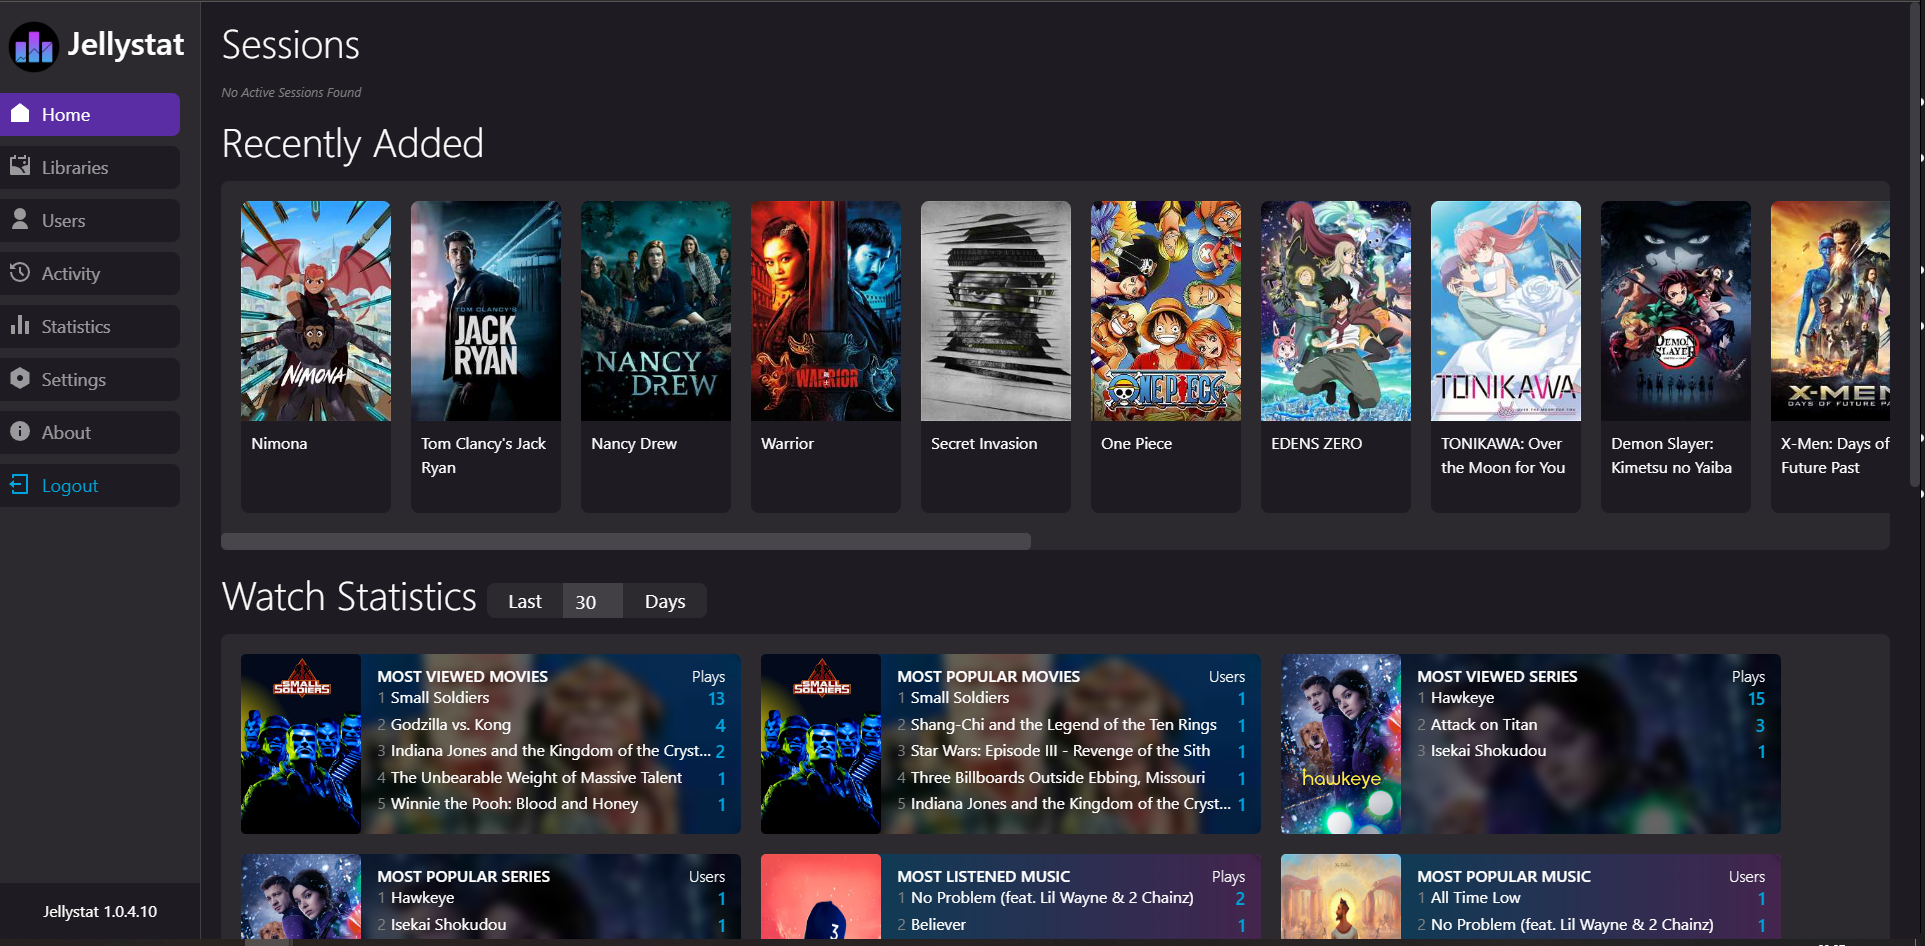 Jellystat
Home
Libraries
Users
Activity
Statistics
Settings
About
Logout
Jellystat 1.0.4.10
Sessions
No Active Sessions Found
Recently Added
NIMONA
Nimona
TOM CLANCY'S
JACK
RYAN
Tom Clancy's Jack
Ryan
NANCY
DREW
Nancy Drew
WARRIOR
Warrior
Secret Invasion
ONE PIECE
One Piece
EDENS ZERO
TONIKAWA
OVER THE MOON FOR YOU
TONIKAWA: Over
the Moon for You
DEMON
SLAYER
Demon Slayer:
Kimetsu no Yaiba
X-MEN
DAYS OF FUTURE PA
X-Men: Days of
Future Past
Watch Statistics Last 30 Days
SMALL
SOLDIERS
MOST VIEWED MOVIES Plays
1 Small Soldiers 13
2 Godzilla vs. Kong 4
3 Indiana Jones and the Kingdom of the Cryst... 2
4 The Unbearable Weight of Massive Talent 1
5 Winnie the Pooh: Blood and Honey 1
SMALL
SOLDIERS
MOST POPULAR MOVIES Users
1 Small Soldiers 1
2 Shang-Chi and the Legend of the Ten Rings 1
3 Star Wars: Episode III - Revenge of the Sith 1
4 Three Billboards Outside Ebbing, Missouri 1
5 Indiana Jones and the Kingdom of the Cryst... 1
hawkeye
MOST VIEWED SERIES Plays
1 Hawkeye 15
2 Attack on Titan 3
3 Isekai Shokudou 1
MOST POPULAR SERIES Users
1 Hawkeye 1
2 Isekai Shokudou 1
3
MOST LISTENED MUSIC Plays
1 No Problem (feat. Lil Wayne & 2 Chainz) 2
2 Believer 1
MOST POPULAR MUSIC Users
1 All Time Low 1
2 No Problem (feat. Lil Wayne & 2 Chainz) 1